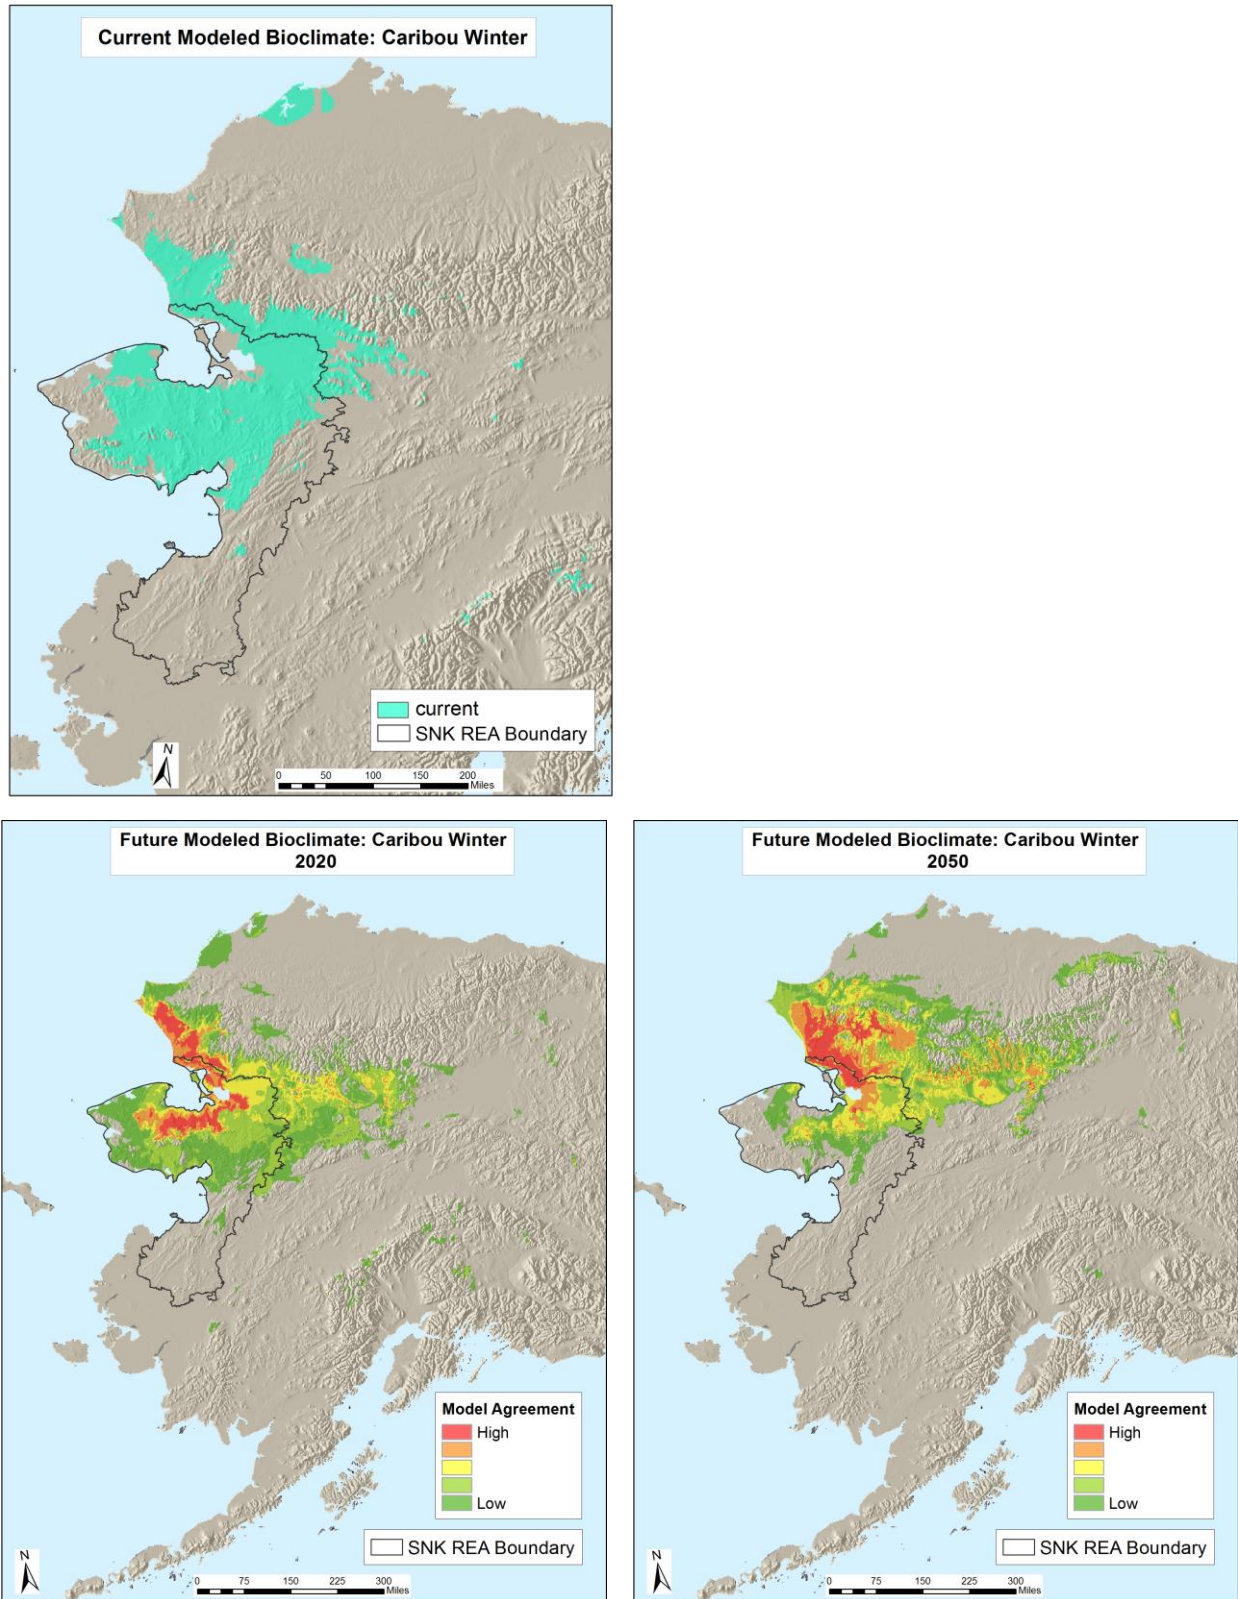 Current Modeled Bioclimate: Caribou Winter
current
SNK REA Boundary
N
0 50 100 150 200
Miles
Future Modeled Bioclimate: Caribou Winter
2020
Model Agreement
High
Low
SNK REA Boundary
N
0 75 150 225 300
Miles
Future Modeled Bioclimate: Caribou Winter
2050
Model Agreement
High
Low
SNK REA Boundary
N
0 75 150 225 300
Miles